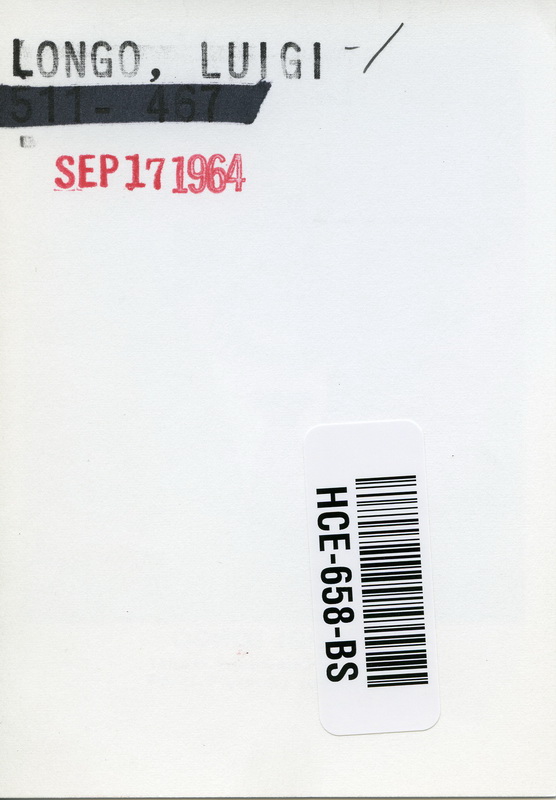 LONGO, LUIGI -/
511- 467
SEP 17 1964
HCE-658-BS